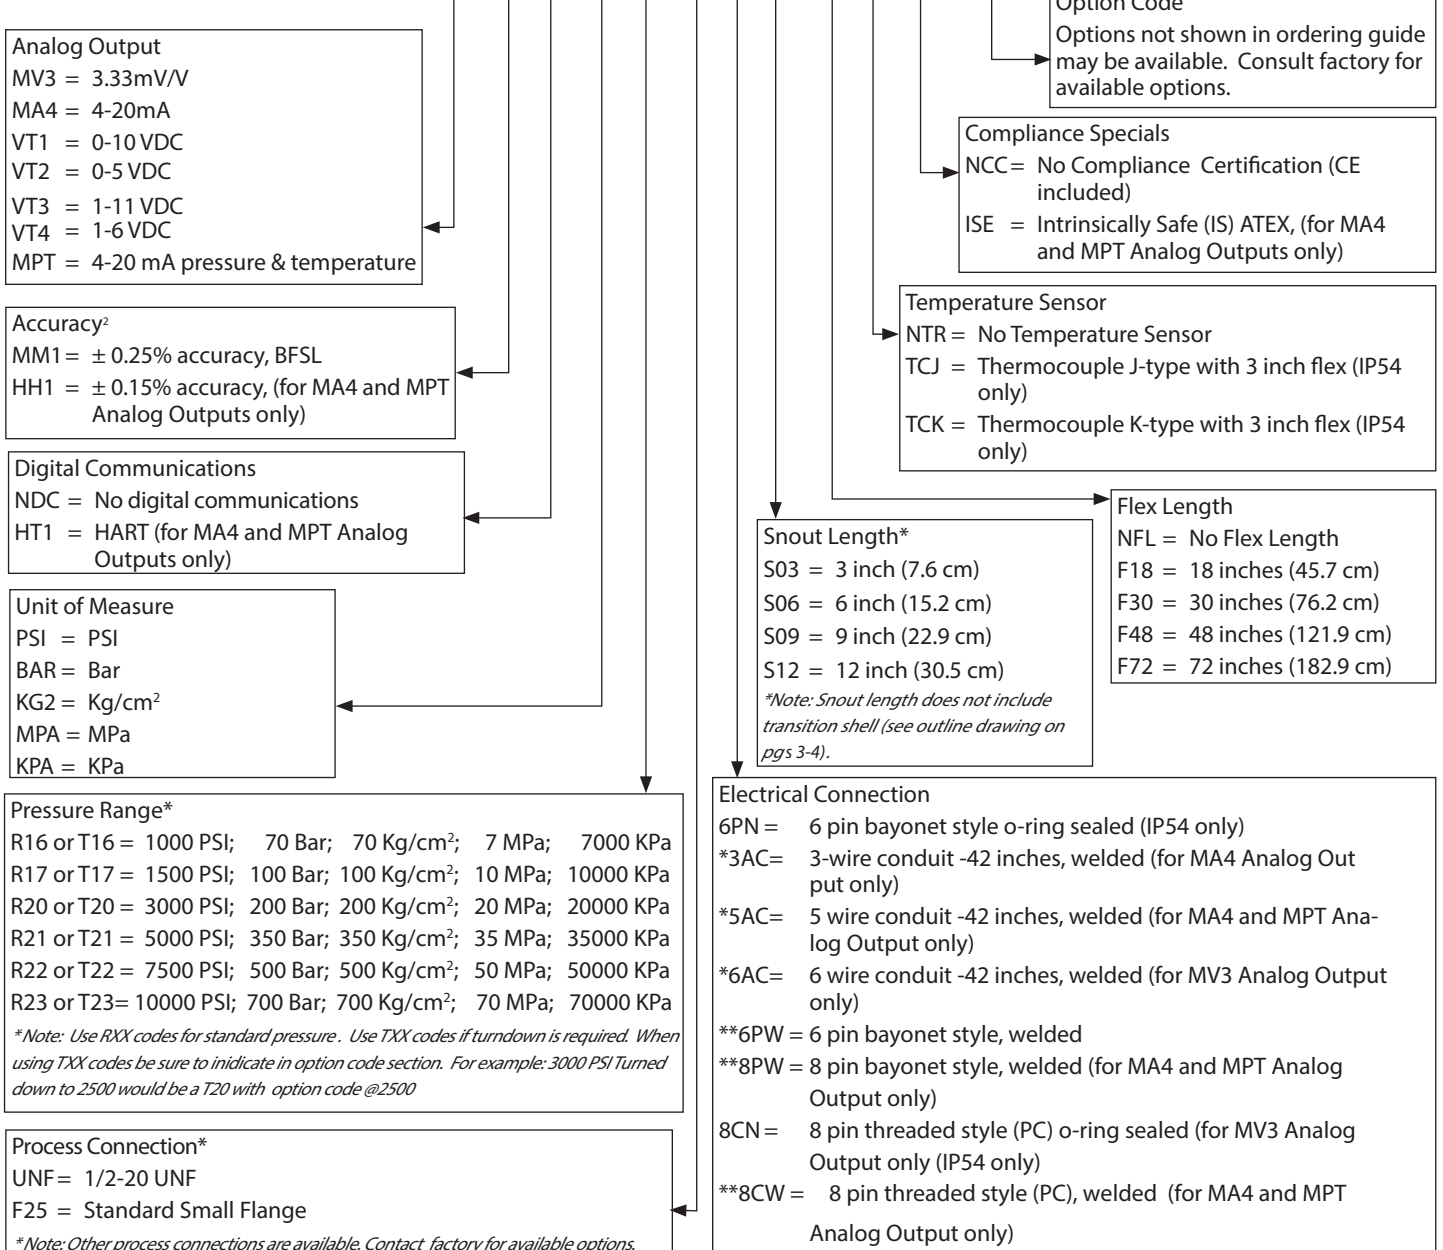 Analog Output
MV3 = 3.33mV/V
MA4 = 4-20mA
VT1 = 0-10 VDC
VT2 = 0-5 VDC
VT3 = 1-11 VDC
VT4 = 1-6 VDC
MPT = 4-20 mA pressure & temperature
Accuracy²
MM1 = ± 0.25% accuracy, BFSL
HH1 = ± 0.15% accuracy, (for MA4 and MPT
Analog Outputs only)
Digital Communications
NDC = No digital communications
HT1 = HART (for MA4 and MPT Analog
Outputs only)
Unit of Measure
PSI = PSI
BAR = Bar
KG2 = Kg/cm²
MPA = MPa
KPA = KPa
Pressure Range*
R16 or T16 = 1000 PSI; 70 Bar; 70 Kg/cm²; 7 MPa; 7000 KPa
R17 or T17 = 1500 PSI; 100 Bar; 100 Kg/cm²; 10 MPa; 10000 KPa
R20 or T20 = 3000 PSI; 200 Bar; 200 Kg/cm²; 20 MPa; 20000 KPa
R21 or T21 = 5000 PSI; 350 Bar; 350 Kg/cm²; 35 MPa; 35000 KPa
R22 or T22 = 7500 PSI; 500 Bar; 500 Kg/cm²; 50 MPa; 50000 KPa
R23 or T23= 10000 PSI; 700 Bar; 700 Kg/cm²; 70 MPa; 70000 KPa
*Note: Use RXX codes for standard pressure. Use TXX codes if turndown is required. When
using TXX codes be sure to inidicate in option code section. For example: 3000 PSI Turned
down to 2500 would be a T20 with option code @2500
Process Connection*
UNF = 1/2-20 UNF
F25 = Standard Small Flange
*Note: Other process connections are available. Contact factory for available options.
Option Code
Options not shown in ordering guide
may be available. Consult factory for
available options.
Compliance Specials
NCC = No Compliance Certification (CE
included)
ISE = Intrinsically Safe (IS) ATEX, (for MA4
and MPT Analog Outputs only)
Temperature Sensor
NTR = No Temperature Sensor
TCJ = Thermocouple J-type with 3 inch flex (IP54
only)
TCK = Thermocouple K-type with 3 inch flex (IP54
only)
Flex Length
NFL = No Flex Length
F18 = 18 inches (45.7 cm)
F30 = 30 inches (76.2 cm)
F48 = 48 inches (121.9 cm)
F72 = 72 inches (182.9 cm)
Snout Length*
S03 = 3 inch (7.6 cm)
S06 = 6 inch (15.2 cm)
S09 = 9 inch (22.9 cm)
S12 = 12 inch (30.5 cm)
*Note: Snout length does not include
transition shell (see outline drawing on
pgs 3-4).
Electrical Connection
6PN = 6 pin bayonet style o-ring sealed (IP54 only)
*3AC= 3-wire conduit -42 inches, welded (for MA4 Analog Out
put only)
*5AC= 5 wire conduit -42 inches, welded (for MA4 and MPT Ana-
log Output only)
*6AC= 6 wire conduit -42 inches, welded (for MV3 Analog Output
only)
**6PW = 6 pin bayonet style, welded
**8PW = 8 pin bayonet style, welded (for MA4 and MPT Analog
Output only)
8CN = 8 pin threaded style (PC) o-ring sealed (for MV3 Analog
Output only (IP54 only)
**8CW = 8 pin threaded style (PC), welded (for MA4 and MPT
Analog Output only)